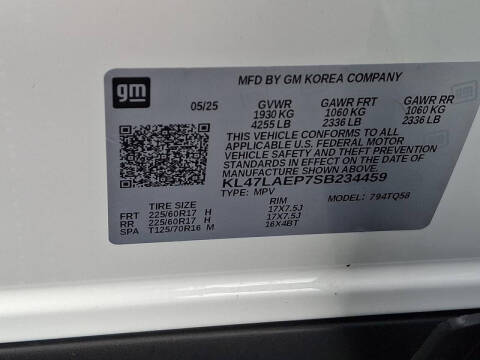 MFD BY GM KOREA COMPANY
gm
05/25 GVWR GAWR FRT GAWR RR
1930 KG 1060 KG 1060 KG
4255 LB 2336 LB 2336 LB
THIS VEHICLE CONFORMS TO ALL
APPLICABLE U.S. FEDERAL MOTOR
VEHICLE SAFETY AND THEFT PREVENTION
STANDARDS IN EFFECT ON THE DATE OF
MANUFACTURE SHOWN ABOVE.
KL47LAEP7SB234459
TYPE: MPV MODEL: 794TQ58
TIRE SIZE RIM
FRT 225/60R17 H 17X7.5J
RR 225/60R17 H 17X7.5J
SPA T125/70R16 M 16X4BT